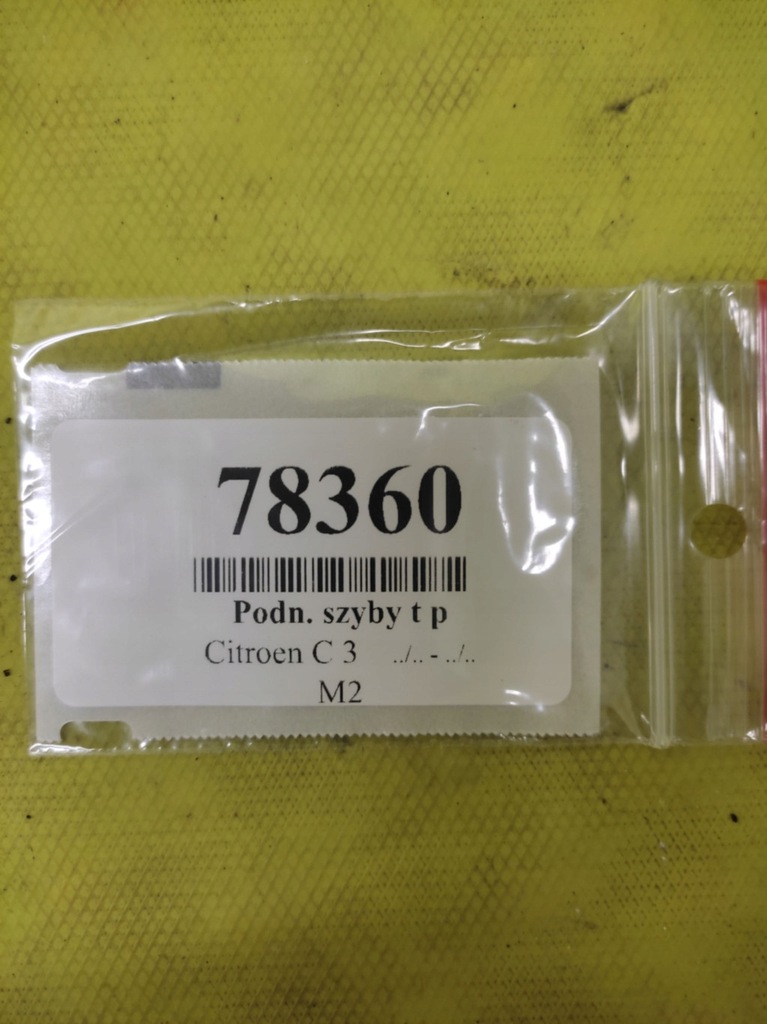 78360
Podn. szyby t p
Citroen C 3 ../.. - ../..
M2